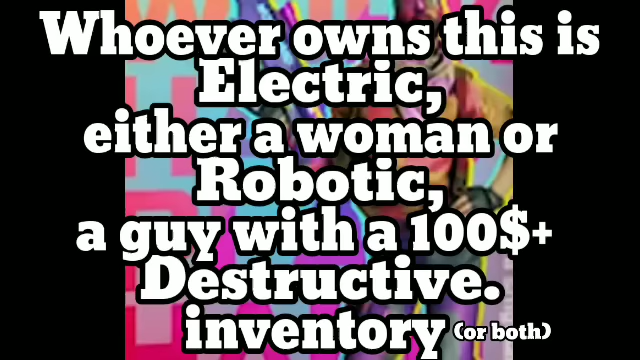 Whoever owns this is
Electric,
either a woman or
Robotic,
a guy with a 100$+
Destructive.
inventory (or both)